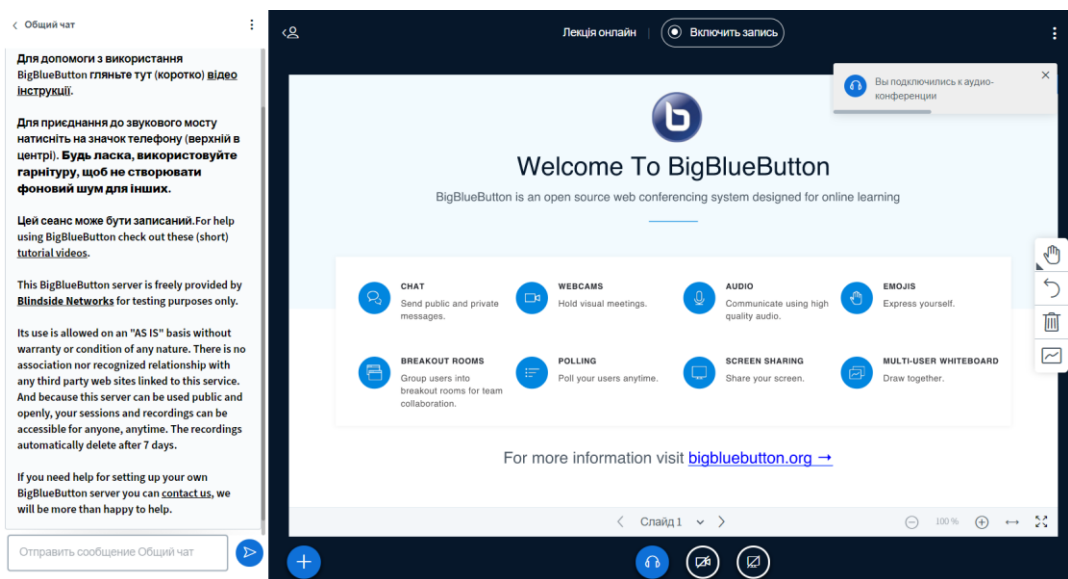 Общий чат
Для допомоги з використання
BigBlueButton гляньте тут (коротко) відео
інструкції.
Для приєднання до звукового мосту
натисніть на значок телефону (верхній в
центрі). Будь ласка, використовуйте
гарнітуру, щоб не створювати
фоновий шум для інших.
Цей сеанс може бути записаний.For help
using BigBlueButton check out these (short)
tutorial videos.
This BigBlueButton server is freely provided by
Blindside Networks for testing purposes only.
Its use is allowed on an "AS IS" basis without
warranty or condition of any nature. There is no
association nor recognized relationship with
any third party web sites linked to this service.
And because this server can be used public and
openly, your sessions and recordings can be
accessible for anyone, anytime. The recordings
automatically delete after 7 days.
If you need help for setting up your own
BigBlueButton server you can contact us, we
will be more than happy to help.
Отправить сообщение Общий чат
Лекція онлайн | Включить запись
Вы подключились к аудио-
конференции
b
Welcome To BigBlueButton
BigBlueButton is an open source web conferencing system designed for online learning
CHAT
Send public and private
messages.
WEBCAMS
Hold visual meetings.
AUDIO
Communicate using high
quality audio.
EMOJIS
Express yourself.
BREAKOUT ROOMS
Group users into
breakout rooms for team
collaboration.
POLLING
Poll your users anytime.
SCREEN SHARING
Share your screen.
MULTI-USER WHITEBOARD
Draw together.
For more information visit bigbluebutton.org →
Слайд 1
100 %